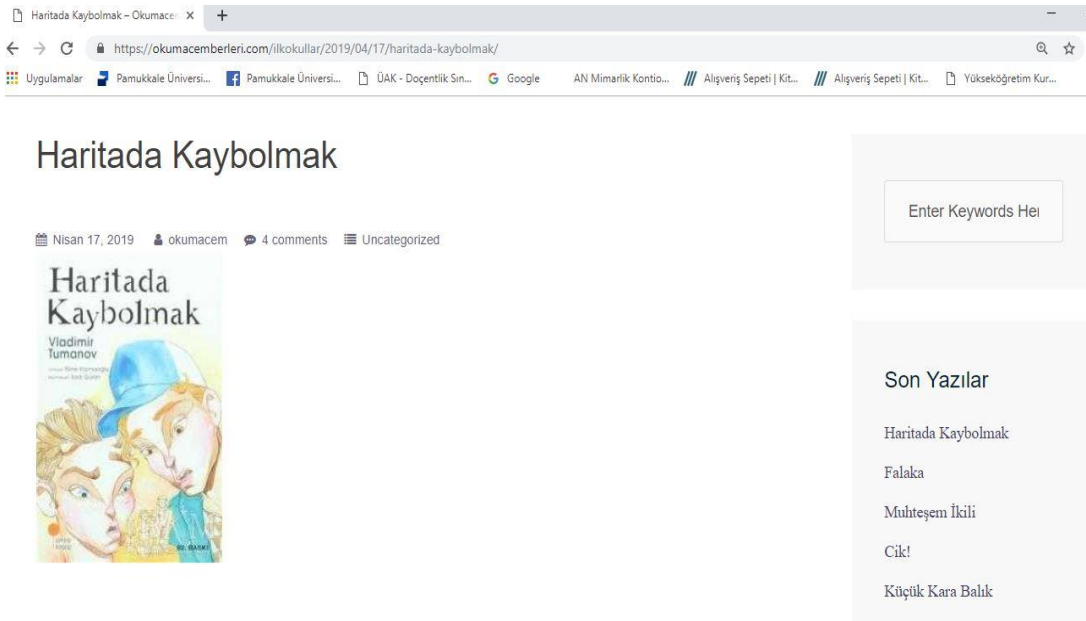 Haritada Kaybolmak – Okumacem
https://okumacemberleri.com/ilkokullar/2019/04/17/haritada-kaybolmak/
Uygulamalar Pamukkale Üniversi... Pamukkale Üniversi... ÜAK - Doçentlik Sın... Google AN Mimarlik Kontio... Alışveriş Sepeti | Kit... Alışveriş Sepeti | Kit... Yükseköğretim Kur...
Haritada Kaybolmak
Nisan 17, 2019 okumacem 4 comments Uncategorized
Haritada
Kaybolmak
Vladimir
Tumanov
Enter Keywords Her
Son Yazılar
Haritada Kaybolmak
Falaka
Muhteşem İkili
Cik!
Küçük Kara Balık